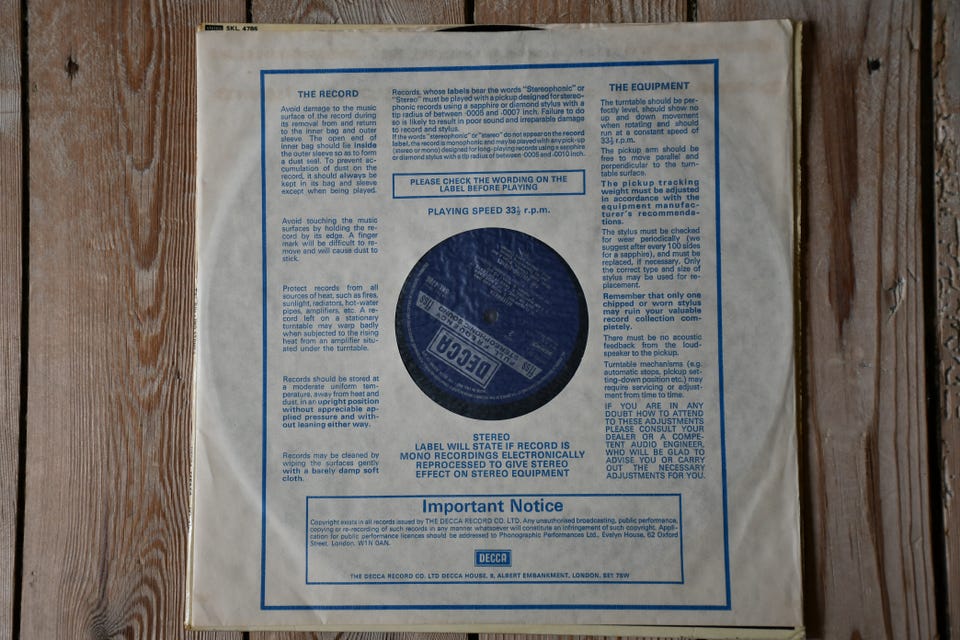 SKL 4786
THE RECORD
Avoid damage to the music
surface of the record during
its removal from and return
to the inner bag and outer
sleeve. The open end of
inner bag should lie inside
the outer sleeve so as to form
a dust seal. To prevent ac-
cumulation of dust on the
record, it should always be
kept in its bag and sleeve
except when being played.
Avoid touching the music
surfaces by holding the re-
cord by its edge. A finger
mark will be difficult to re-
move and will cause dust to
stick.
Protect records from all
sources of heat, such as fires,
sunlight, radiators, hot-water
pipes, amplifiers, etc. A re-
cord left on a stationary
turntable may warp badly
when subjected to the rising
heat from an amplifier situ-
ated under the turntable.
Records should be stored at
a moderate uniform tem-
perature, away from heat and
dust, in an upright position
without appreciable ap-
plied pressure and with-
out leaning either way.
Records may be cleaned by
wiping the surfaces gently
with a barely damp soft
cloth.
Records, whose labels bear the words "Stereophonic" or
"Stereo" must be played with a pickup designed for stereo-
phonic records using a sapphire or diamond stylus with a
tip radius of between ·0005 and ·0007 inch. Failure to do
so is likely to result in poor sound and irreparable damage
to record and stylus.
If the words "stereophonic" or "stereo" do not appear on the record
label, the record is monophonic and may be played with any pick-up
(stereo or mono) designed for long-playing records using a sapphire
or diamond stylus with a tip radius of between ·0005 and ·0010 inch.
PLEASE CHECK THE WORDING ON THE
LABEL BEFORE PLAYING
PLAYING SPEED 33⅓ r.p.m.
DECCA
FULL FREQUENCY
STEREOPHONIC SOUND
ffss
ffss
STEREO
LABEL WILL STATE IF RECORD IS
MONO RECORDINGS ELECTRONICALLY
REPROCESSED TO GIVE STEREO
EFFECT ON STEREO EQUIPMENT
THE EQUIPMENT
The turntable should be per-
fectly level, should show no
up and down movement
when rotating and should
run at a constant speed of
33⅓ r.p.m.
The pickup arm should be
free to move parallel and
perpendicular to the turn-
table surface.
The pickup tracking
weight must be adjusted
in accordance with the
equipment manufac-
turer's recommenda-
tions.
The stylus must be checked
for wear periodically (we
suggest after every 100 sides
for a sapphire), and must be
replaced, if necessary. Only
the correct type and size of
stylus may be used for re-
placement.
Remember that only one
chipped or worn stylus
may ruin your valuable
record collection com-
pletely.
There must be no acoustic
feedback from the loud-
speaker to the pickup.
Turntable mechanisms (e.g.
automatic stops, pickup set-
ting-down position etc.) may
require servicing or adjust-
ment from time to time.
IF YOU ARE IN ANY
DOUBT HOW TO ATTEND
TO THESE ADJUSTMENTS
PLEASE CONSULT YOUR
DEALER OR A COMPE-
TENT AUDIO ENGINEER,
WHO WILL BE GLAD TO
ADVISE YOU OR CARRY
OUT THE NECESSARY
ADJUSTMENTS FOR YOU.
Important Notice
Copyright exists in all records issued by THE DECCA RECORD CO. LTD. Any unauthorised broadcasting, public performance,
copying or re-recording of such records in any manner whatsoever will constitute an infringement of such copyright. Appli-
cation for public performance licences should be addressed to Phonographic Performances Ltd., Evelyn House, 62 Oxford
Street, London. W1N 0AN.
DECCA
THE DECCA RECORD CO. LTD DECCA HOUSE, 9, ALBERT EMBANKMENT, LONDON. SE1 7SW